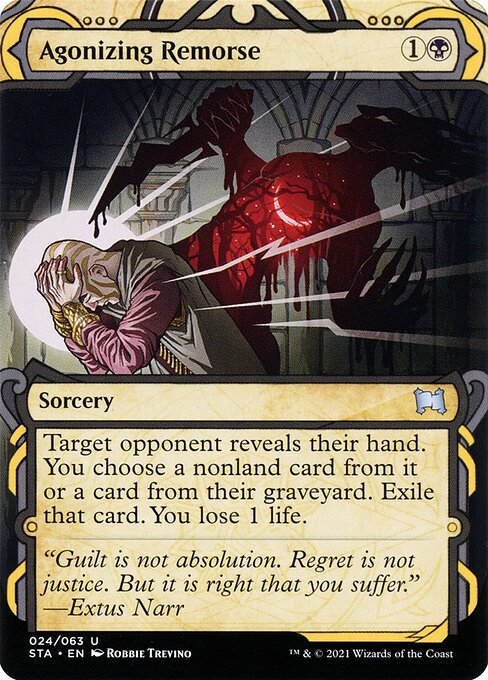 Agonizing Remorse 1
Sorcery
Target opponent reveals their hand.
You choose a nonland card from it
or a card from their graveyard. Exile
that card. You lose 1 life.
“Guilt is not absolution. Regret is not
justice. But it is right that you suffer.”
—Extus Narr
024/063 U
STA • EN Robbie Trevino
™ & © 2021 Wizards of the Coast